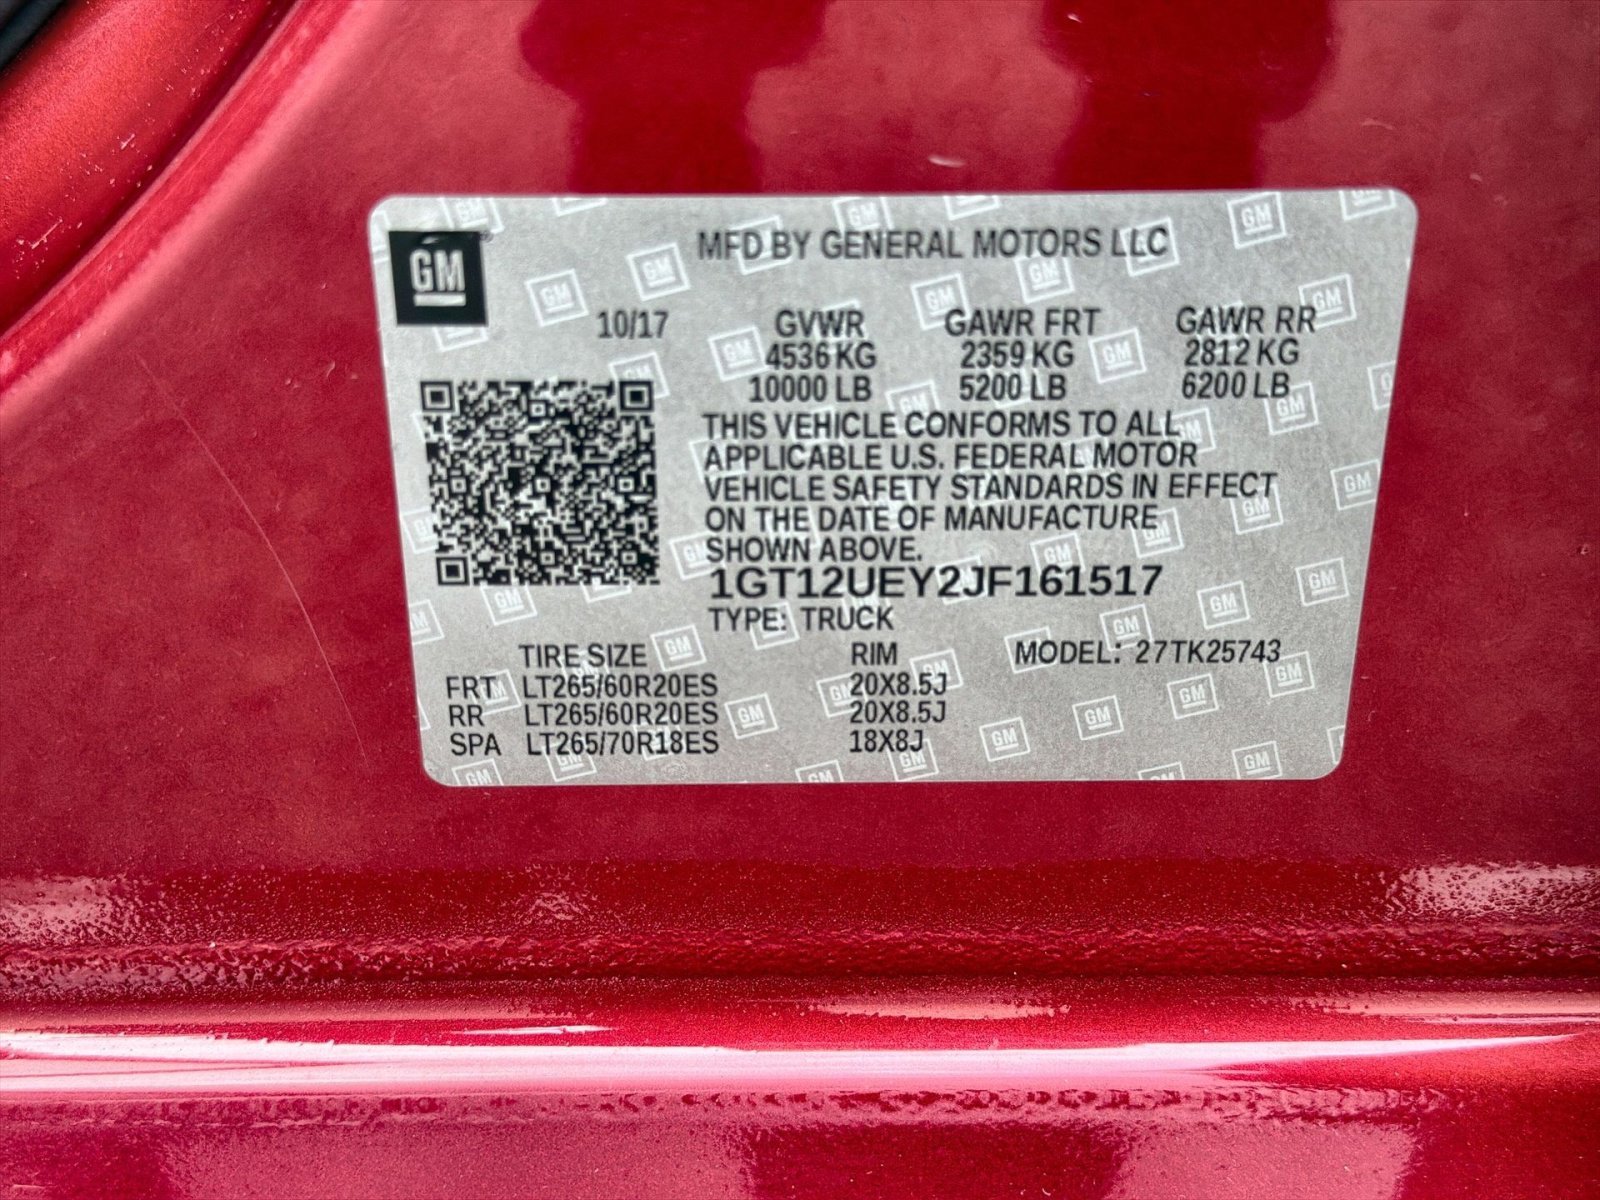 GM
MFD BY GENERAL MOTORS LLC
10/17 GVWR GAWR FRT GAWR RR
4536 KG 2359 KG 2812 KG
10000 LB 5200 LB 6200 LB
THIS VEHICLE CONFORMS TO ALL
APPLICABLE U.S. FEDERAL MOTOR
VEHICLE SAFETY STANDARDS IN EFFECT
ON THE DATE OF MANUFACTURE
SHOWN ABOVE.
1GT12UEY2JF161517
TYPE: TRUCK
TIRE SIZE RIM MODEL: 27TK25743
FRT LT265/60R20ES 20X8.5J
RR LT265/60R20ES 20X8.5J
SPA LT265/70R18ES 18X8J